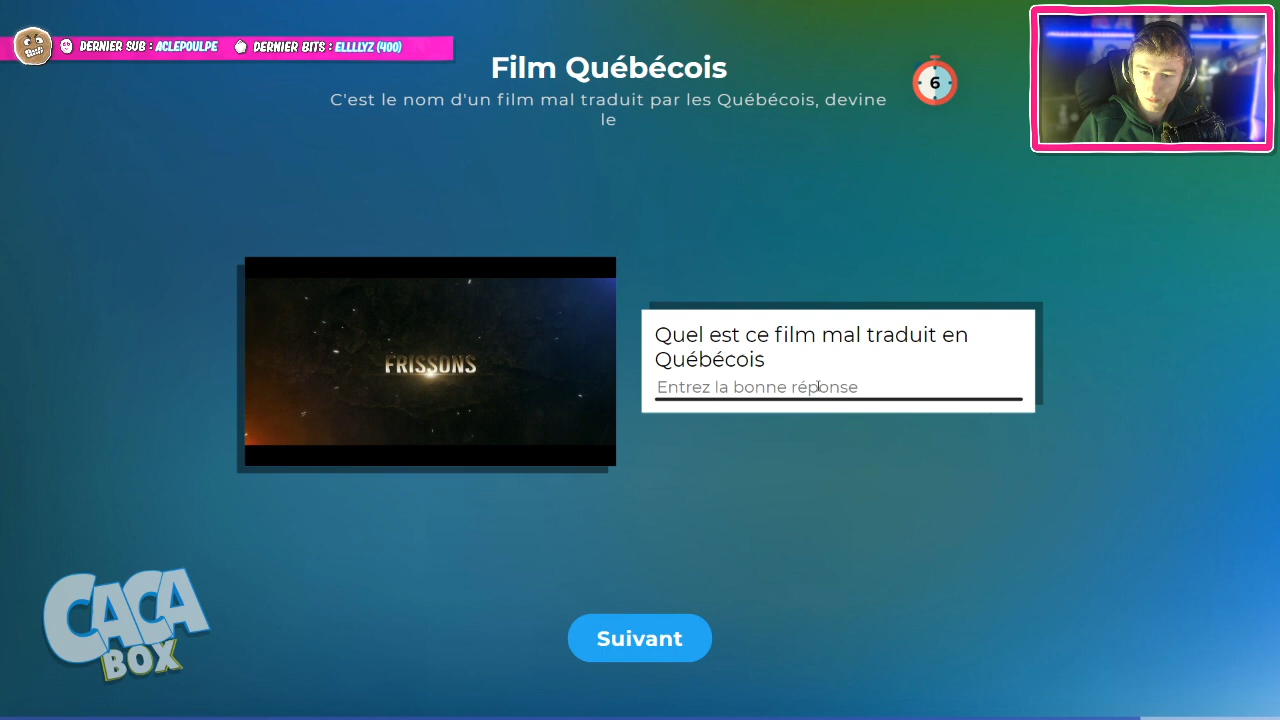 DERNIER SUB : ACLEPOULPE DERNIER BITS : ELLLLYZ (400)
Film Québécois
6
C'est le nom d'un film mal traduit par les Québécois, devine
le
FRISSONS
Quel est ce film mal traduit en
Québécois
Entrez la bonne réponse
CACA
BOX
Suivant